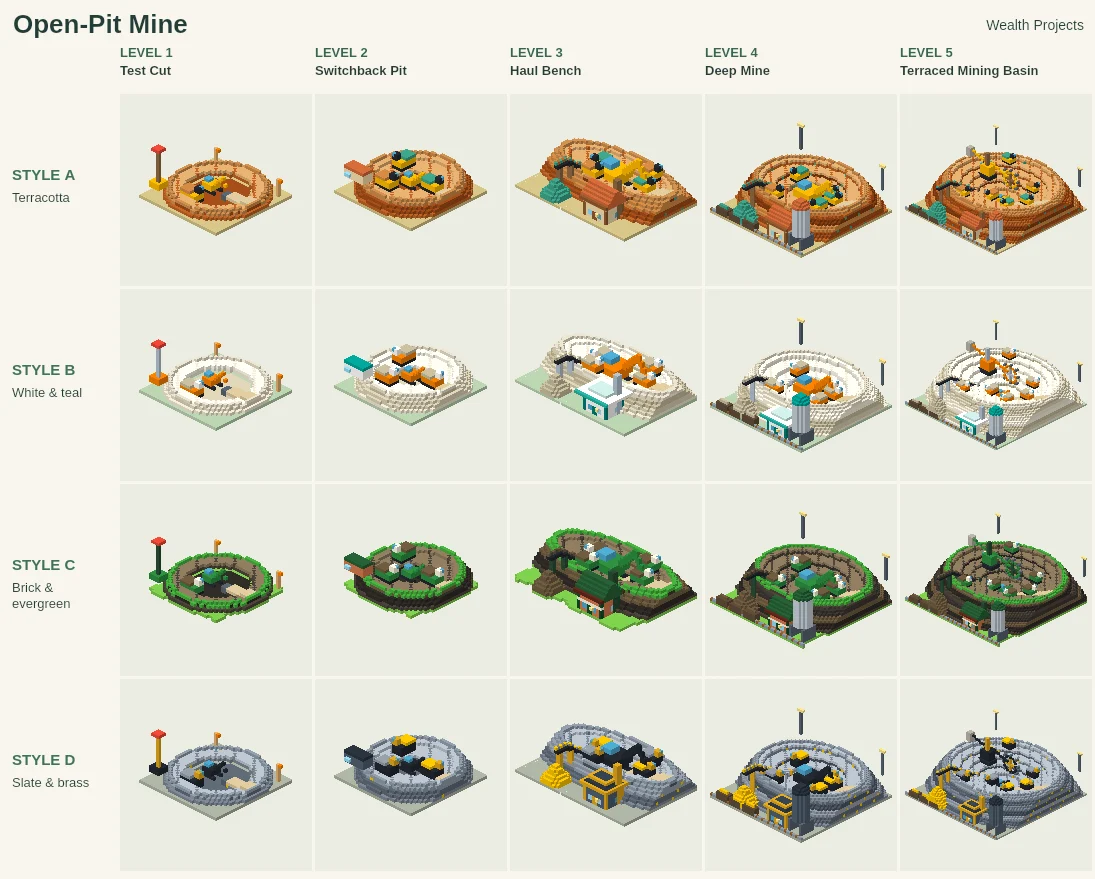 Open-Pit Mine
Wealth Projects
LEVEL 1
Test Cut
LEVEL 2
Switchback Pit
LEVEL 3
Haul Bench
LEVEL 4
Deep Mine
LEVEL 5
Terraced Mining Basin
STYLE A
Terracotta
STYLE B
White & teal
STYLE C
Brick &
evergreen
STYLE D
Slate & brass